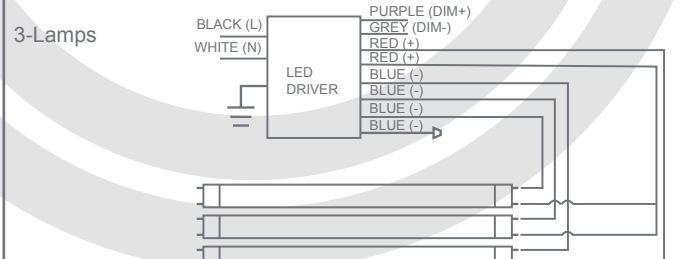 3-Lamps
BLACK (L)
WHITE (N)
LED
DRIVER
PURPLE (DIM+)
GREY (DIM-)
RED (+)
RED (+)
BLUE (-)
BLUE (-)
BLUE (-)
BLUE (-)